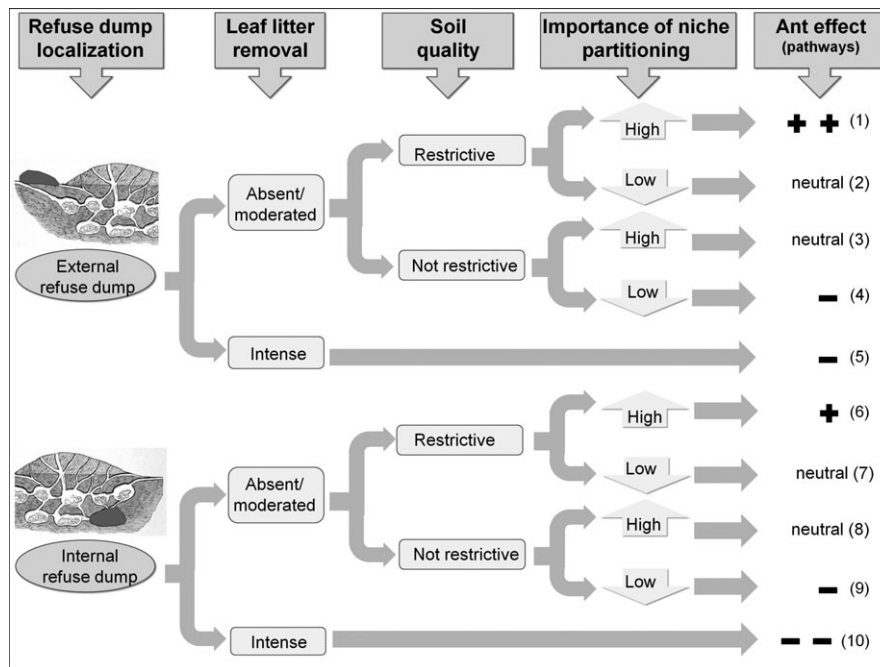 Refuse dump
localization
Leaf litter
removal
Soil
quality
Importance of niche
partitioning
Ant effect
(pathways)
External
refuse dump
Absent/
moderated
Restrictive
High
++ (1)
Low
neutral (2)
Not restrictive
High
neutral (3)
Low
- (4)
Intense
- (5)
Internal
refuse dump
Absent/
moderated
Restrictive
High
+ (6)
Low
neutral (7)
Not restrictive
High
neutral (8)
Low
- (9)
Intense
- - (10)